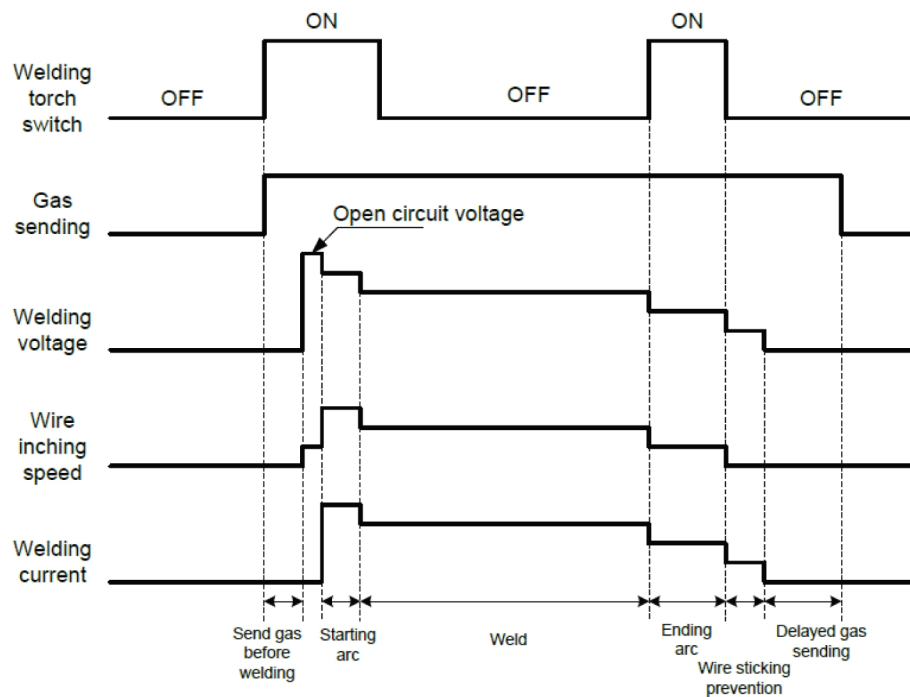 ON
ON
Welding
torch
switch
OFF
OFF
OFF
Gas
sending
Open circuit voltage
Welding
voltage
Wire
inching
speed
Welding
current
Send gas
before
welding
Starting
arc
Weld
Ending
arc
Wire sticking
prevention
Delayed gas
sending